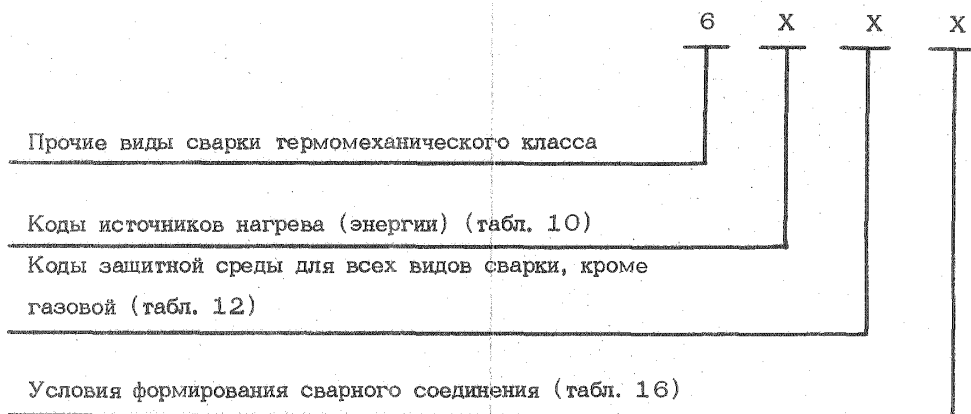 6 X X X
Прочие виды сварки термомеханического класса
Коды источников нагрева (энергии) (табл. 10)
Коды защитной среды для всех видов сварки, кроме
газовой (табл. 12)
Условия формирования сварного соединения (табл. 16)